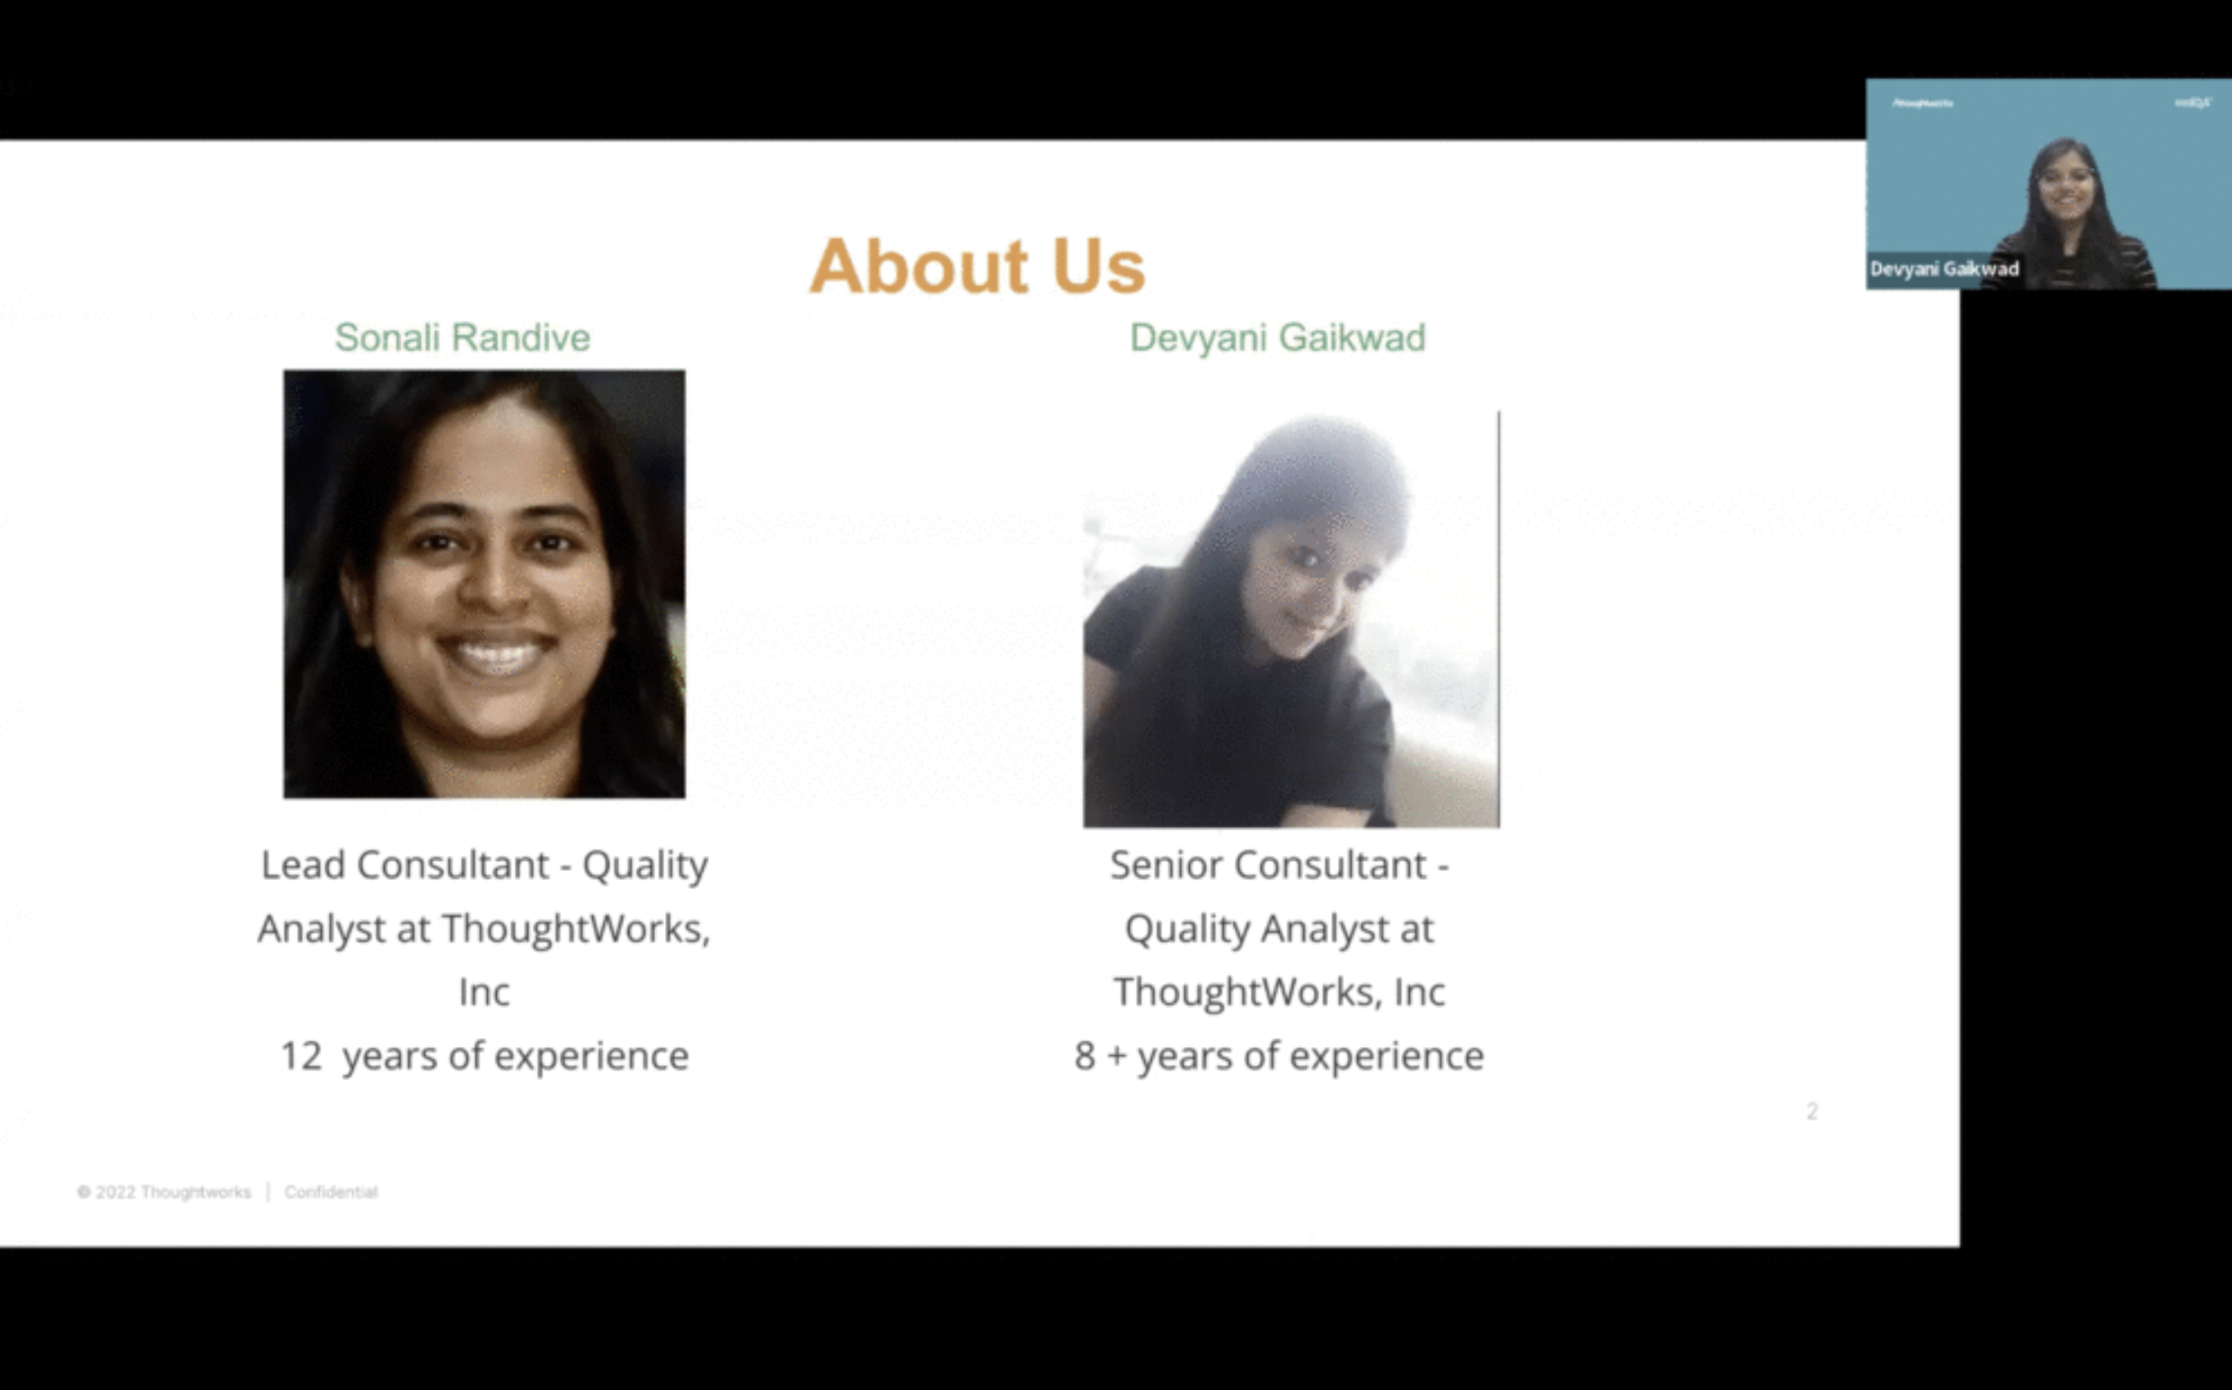 About Us
Sonali Randive
Devyani Gaikwad
Lead Consultant - Quality
Analyst at ThoughtWorks,
Inc
12 years of experience
Senior Consultant -
Quality Analyst at
ThoughtWorks, Inc
8 + years of experience
2
© 2022 Thoughtworks | Confidential
/thoughtworks
Devyani Gaikwad